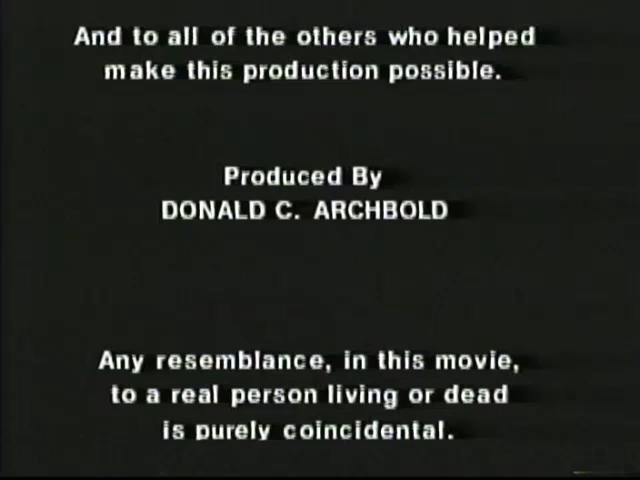 And to all of the others who helped
make this production possible.
Produced By
DONALD C. ARCHBOLD
Any resemblance, in this movie,
to a real person living or dead
is purely coincidental.